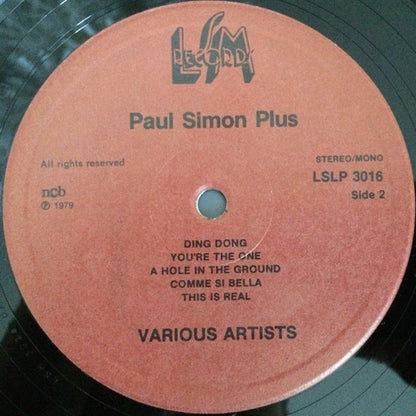 LSM
RECORDS
Paul Simon Plus
All rights reserved
STEREO/MONO
LSLP 3016
Side 2
ncb
℗ 1979
DING DONG
YOU'RE THE ONE
A HOLE IN THE GROUND
COMME SI BELLA
THIS IS REAL
VARIOUS ARTISTS